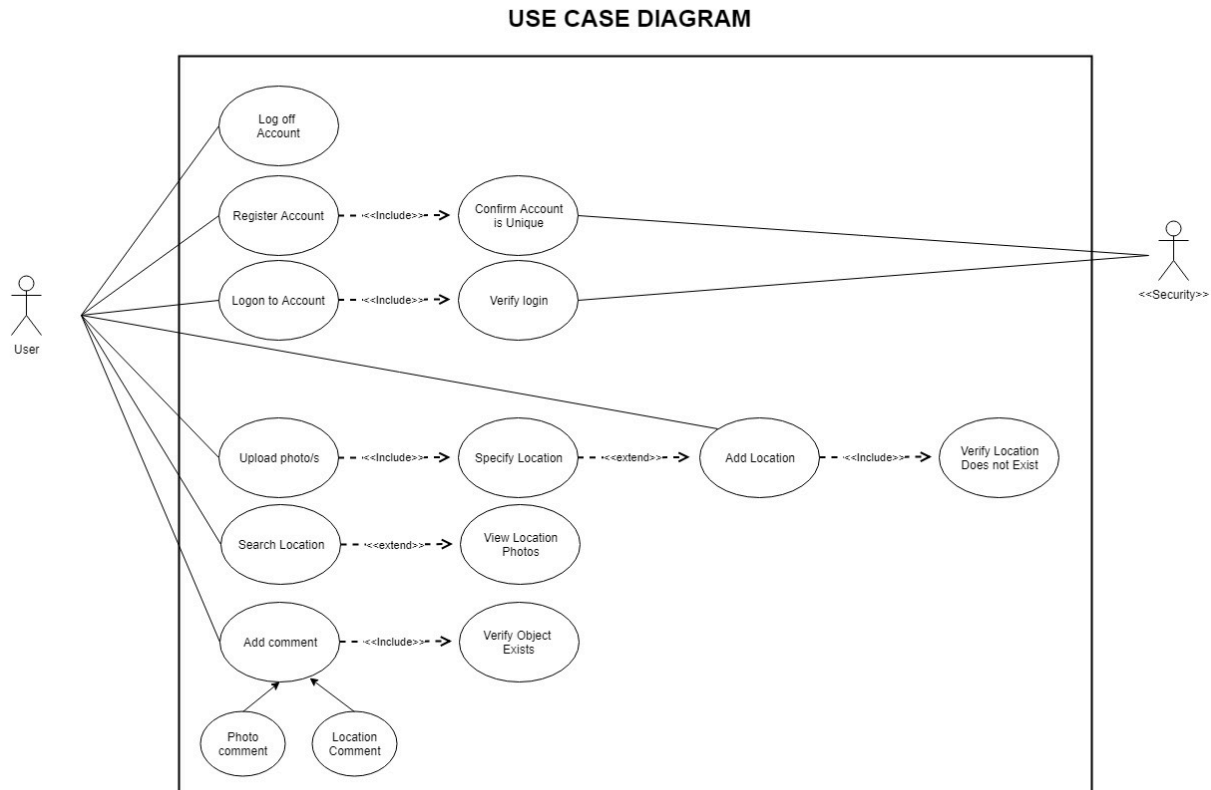 USE CASE DIAGRAM
Log off
Account
Register Account
<<Include>>
Confirm Account
is Unique
Logon to Account
<<Include>>
Verify login
User
<<Security>>
Upload photo/s
<<Include>>
Specify Location
<<extend>>
Add Location
<<Include>>
Verify Location
Does not Exist
Search Location
<<extend>>
View Location
Photos
Add comment
<<Include>>
Verify Object
Exists
Photo
comment
Location
Comment